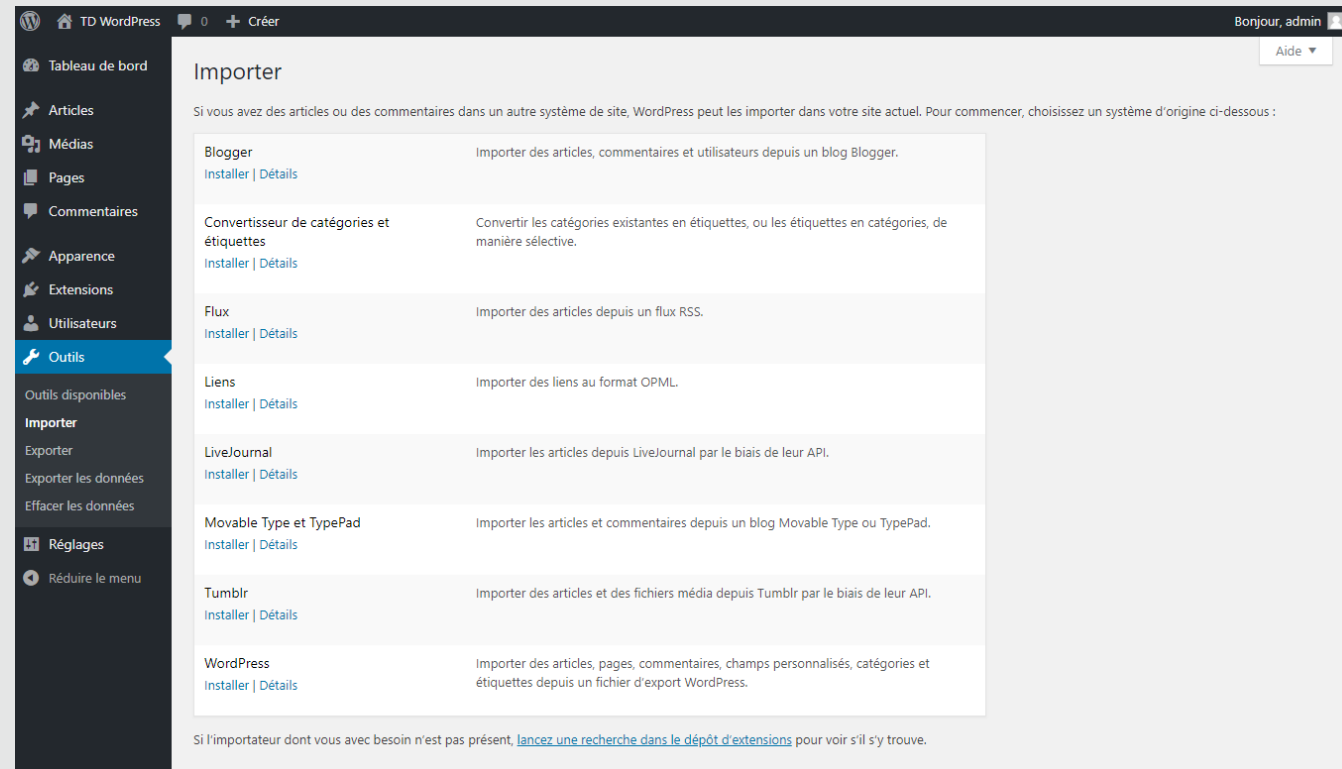 TD WordPress 0 + Créer Bonjour, admin
Aide ▼
Tableau de bord
Articles
Médias
Pages
Commentaires
Apparence
Extensions
Utilisateurs
Outils
Outils disponibles
Importer
Exporter
Exporter les données
Effacer les données
Réglages
Réduire le menu
Importer
Si vous avez des articles ou des commentaires dans un autre système de site, WordPress peut les importer dans votre site actuel. Pour commencer, choisissez un système d'origine ci-dessous :
Blogger
Installer | Détails
Importer des articles, commentaires et utilisateurs depuis un blog Blogger.
Convertisseur de catégories et
étiquettes
Installer | Détails
Convertir les catégories existantes en étiquettes, ou les étiquettes en catégories, de
manière sélective.
Flux
Installer | Détails
Importer des articles depuis un flux RSS.
Liens
Installer | Détails
Importer des liens au format OPML.
LiveJournal
Installer | Détails
Importer les articles depuis LiveJournal par le biais de leur API.
Movable Type et TypePad
Installer | Détails
Importer les articles et commentaires depuis un blog Movable Type ou TypePad.
Tumblr
Installer | Détails
Importer des articles et des fichiers média depuis Tumblr par le biais de leur API.
WordPress
Installer | Détails
Importer des articles, pages, commentaires, champs personnalisés, catégories et
étiquettes depuis un fichier d'export WordPress.
Si l'importateur dont vous avec besoin n'est pas présent, lancez une recherche dans le dépôt d'extensions pour voir s'il s'y trouve.